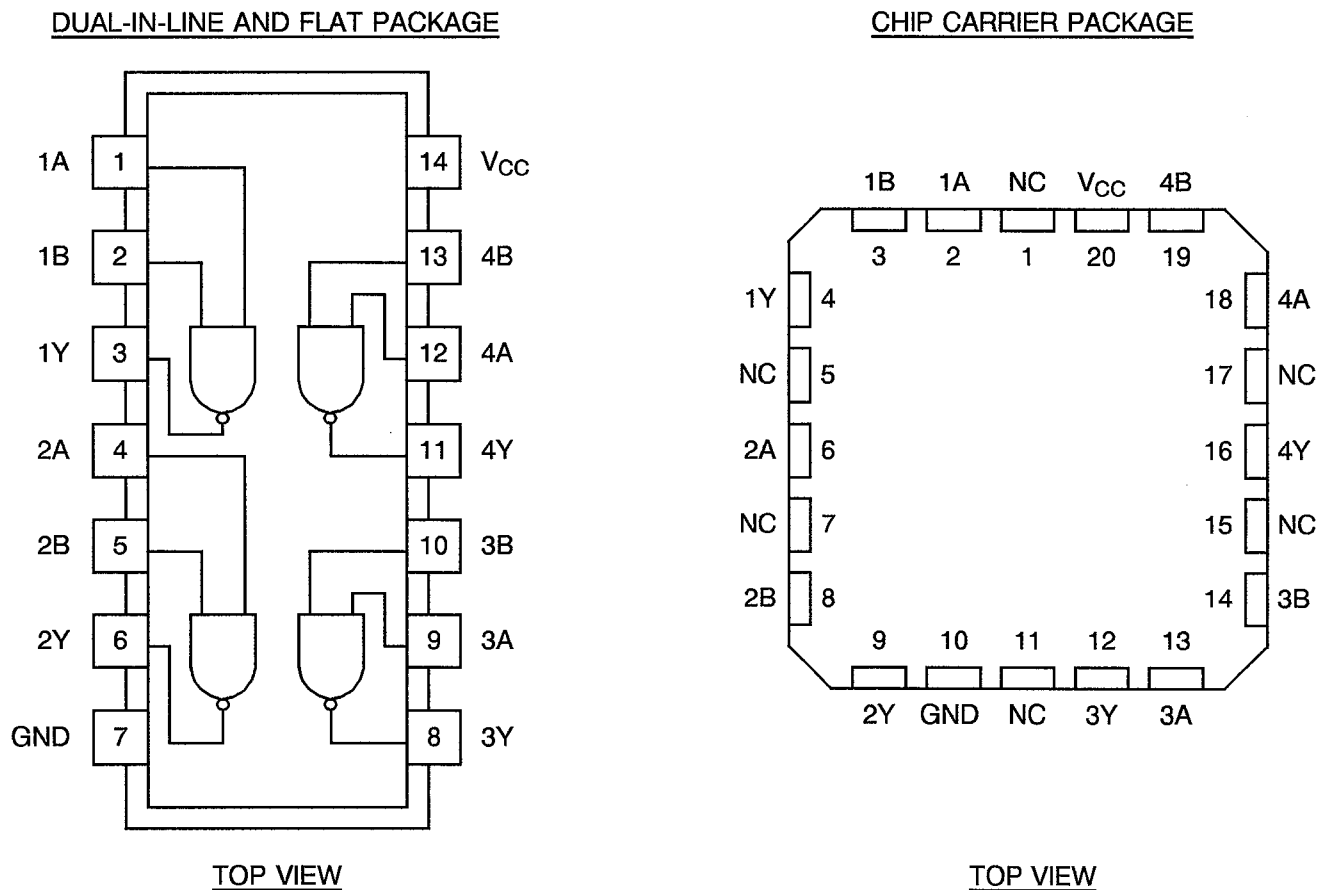 DUAL-IN-LINE AND FLAT PACKAGE
1A 1 14 VCC
1B 2 13 4B
1Y 3 12 4A
2A 4 11 4Y
2B 5 10 3B
2Y 6 9 3A
GND 7 8 3Y
TOP VIEW
CHIP CARRIER PACKAGE
1B 1A NC VCC 4B
3 2 1 20 19
1Y 4 18 4A
NC 5 17 NC
2A 6 16 4Y
NC 7 15 NC
2B 8 14 3B
9 10 11 12 13
2Y GND NC 3Y 3A
TOP VIEW